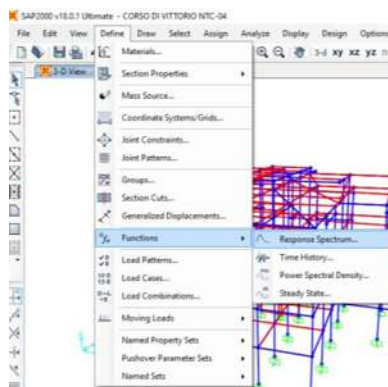 SAP2000 v18.0.1 Ultimate - CORSO DI VITTORIO NTC-04
File Edit View Define Draw Select Assign Analyze Display Design Options
3-d xy xz yz
3-D View
Materials...
Section Properties
Mass Source...
Coordinate Systems/Grids...
Joint Constraints...
Joint Patterns...
Groups...
Section Cuts...
Generalized Displacements...
Functions
Response Spectrum...
Load Patterns...
Time History...
Load Cases...
Power Spectral Density...
Load Combinations...
Steady State...
Moving Loads
Named Property Sets
Pushover Parameter Sets
Named Sets